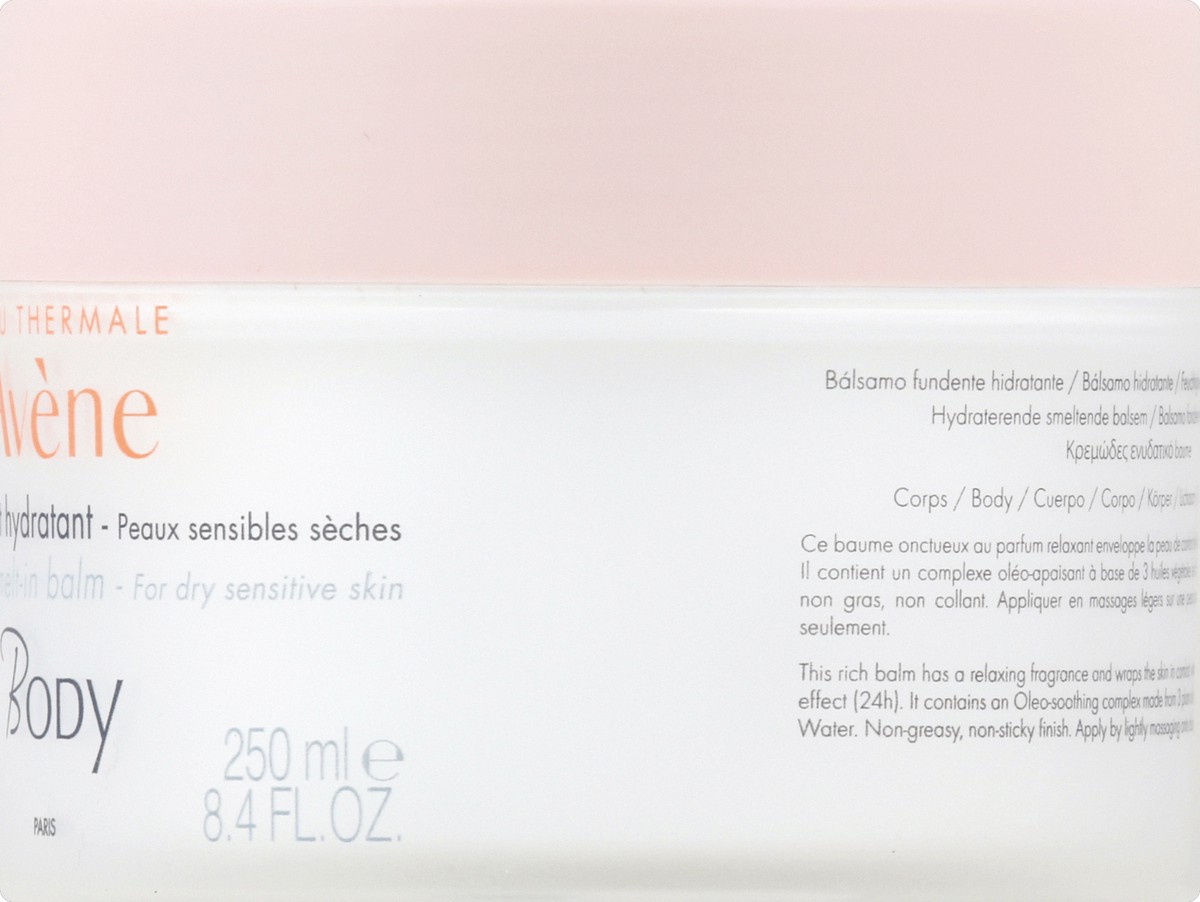 THERMALE
Avène
hydratant - Peaux sensibles sèches
balm - For dry sensitive skin
BODY
250 ml e
8.4 FL.OZ.
PARIS
Bálsamo fundente hidratante / Bálsamo hidratante /
Hydraterende smeltende balsem / Balsamo
Κρεμώδες ενυδατικό baume
Corps / Body / Cuerpo / Corpo / Körper /
Ce baume onctueux au parfum relaxant enveloppe la peau de
Il contient un complexe oléo-apaisant à base de 3 huiles végétales
non gras, non collant. Appliquer en massages légers sur une
seulement.
This rich balm has a relaxing fragrance and wraps the skin in
effect (24h). It contains an Oleo-soothing complex made from 3
Water. Non-greasy, non-sticky finish. Apply by lightly massaging